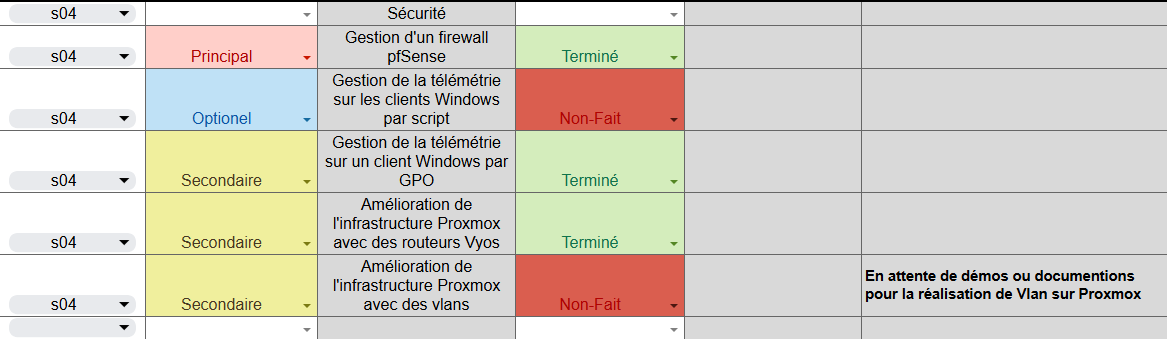 s04
Sécurité
s04
Principal
Gestion d'un firewall
pfSense
Terminé
s04
Optionel
Gestion de la télémétrie
sur les clients Windows
par script
Non-Fait
s04
Secondaire
Gestion de la télémétrie
sur un client Windows par
GPO
Terminé
s04
Secondaire
Amélioration de
l'infrastructure Proxmox
avec des routeurs Vyos
Terminé
s04
Secondaire
Amélioration de
l'infrastructure Proxmox
avec des vlans
Non-Fait
En attente de démos ou documentions
pour la réalisation de Vlan sur Proxmox